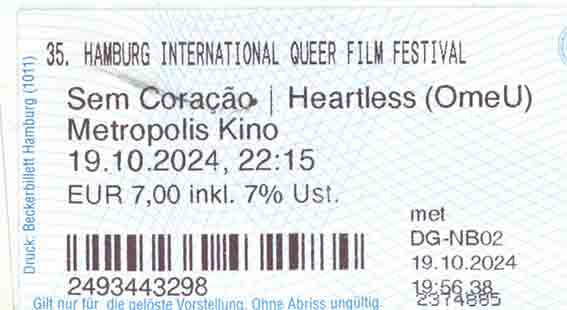 35. HAMBURG INTERNATIONAL QUEER FILM FESTIVAL
Sem Coração | Heartless (OmeU)
Metropolis Kino
19.10.2024, 22:15
EUR 7,00 inkl. 7% Ust.
2493443298
met
DG-NB02
19.10.2024
19:56,38
2374885
Gilt nur für die gelöste Vorstellung. Ohne Abriss ungültig.
Druck: Beckerbillett Hamburg (1011)